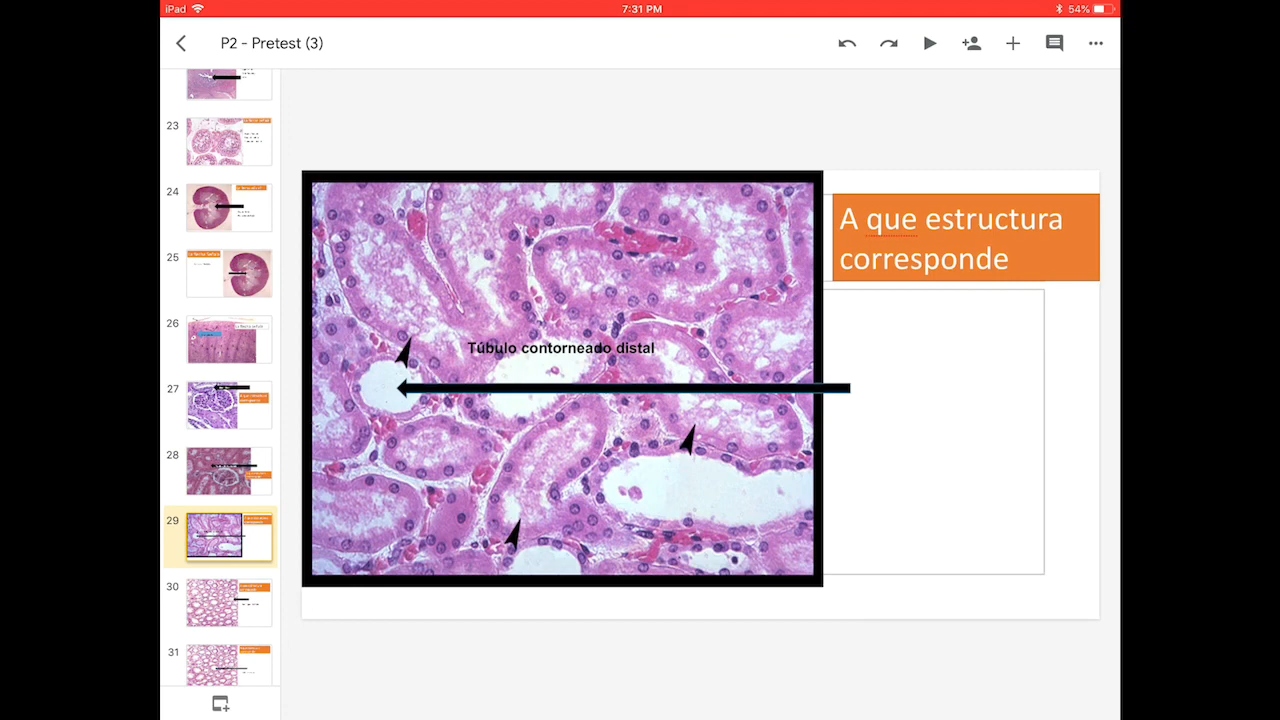 iPad
7:31 PM
54%
P2 - Pretest (3)
23
24
25
26
27
28
29
30
31
A que estructura
corresponde
Túbulo contorneado distal